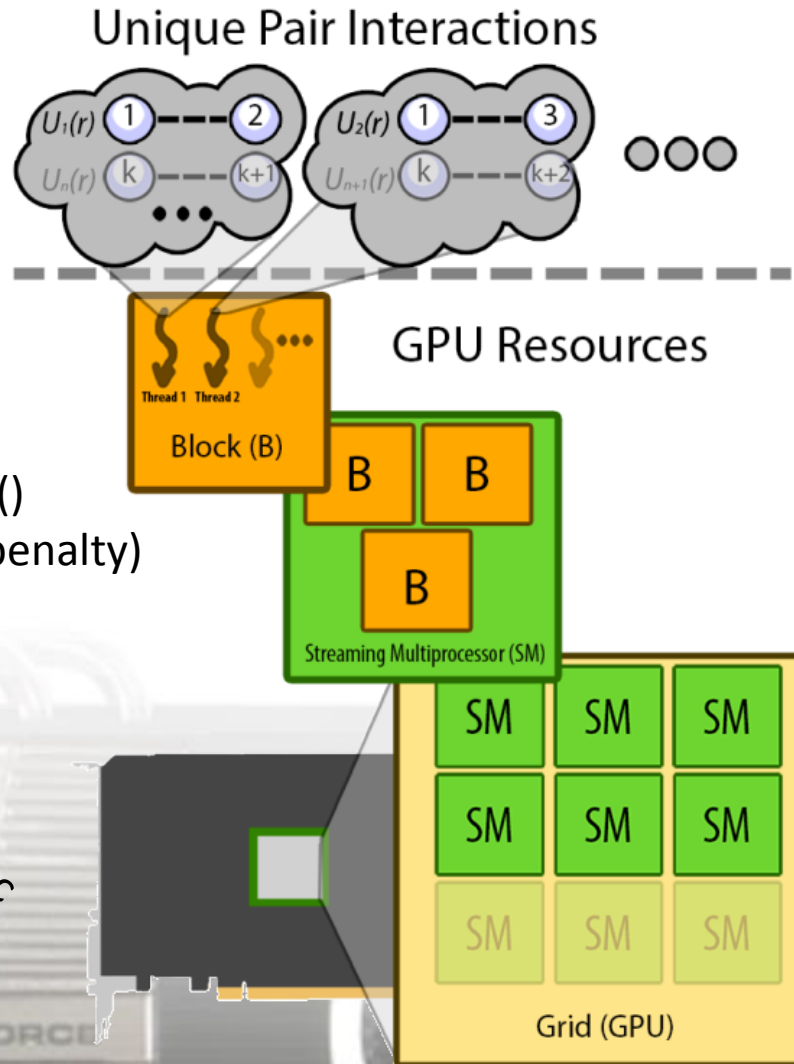 Unique Pair Interactions
U₁(r) 1 2 U₂(r) 1 3
Uₙ(r) k k+1 Uₙ₊₁(r) k k+2
GPU Resources
Thread 1 Thread 2
Block (B)
()
penalty)
B B
B
Streaming Multiprocessor (SM)
SM SM SM
SM SM SM
SM SM SM
Grid (GPU)